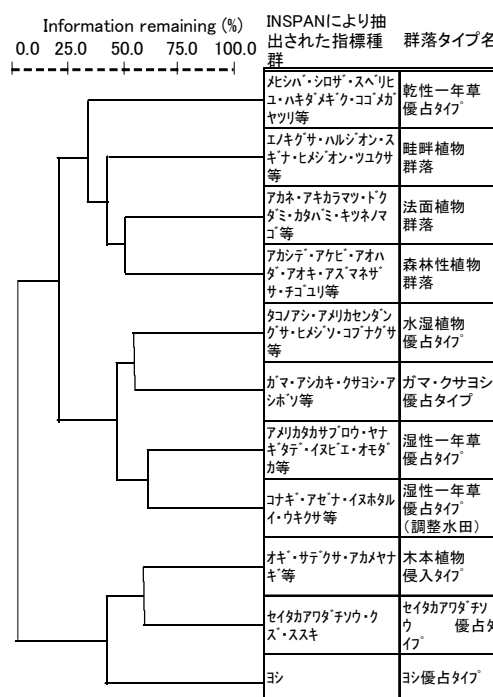 Information remaining (%)
0.0 25.0 50.0 100.0
INSPANにより抽
出された指標種
群
群落タイプ名
ﾒﾋｼﾊﾞ・ｼﾛｻﾞ・ｽﾍﾞﾘﾋ
ﾕ・ﾊｷﾀﾞﾒｷﾞｸ・ｺｺﾞﾒｶﾞ
ﾔﾂﾘ等
乾性一年草
優占ﾀｲﾌﾟ
ｴﾉｷｸﾞｻ・ﾊﾙｼﾞｵﾝ・ｽ
ｷﾞﾅ・ﾋﾒｼﾞｵﾝ・ﾂﾕｸｻ
等
畦畔植物
群落
ｱｶﾈ・ｱｷｶﾗﾏﾂ・ﾄﾞｸ
ﾀﾞﾐ・ｶﾀﾊﾞﾐ・ｷﾂﾈﾉﾏ
ｺﾞ等
法面植物
群落
ｱｶｼﾃﾞ・ｱｹﾋﾞ・ｱｵﾊ
ﾀﾞ・ｱｵｷ・ｱｽﾞﾏﾈｻﾞ
ｻ・ﾁｺﾞﾕﾘ等
森林性植物
群落
ﾀｺﾉｱｼ・ｱﾒﾘｶｾﾝﾀﾞﾝ
ｸﾞｻ・ﾋﾒｼﾞｿ・ｺﾌﾞﾅｸﾞｻ
等
水湿植物
優占ﾀｲﾌﾟ
ｶﾞﾏ・ｱｼｶｷ・ｸｻﾖｼ・ｱ
ｼﾎﾞｿ等
ガマ・クサヨシ
優占タイプ
ｱﾒﾘｶﾀｶｻﾌﾞﾛｳ・ﾔﾅ
ｷﾞﾀﾃﾞ・ｲﾇﾋﾞｴ・ｵﾓﾀﾞ
ｶ等
湿性一年草
優占ﾀｲﾌﾟ
ｺﾅｷﾞ・ｱｾﾞﾅ・ｲﾇﾎﾀﾙ
ｲ・ｳｷｸｻ等
湿性一年草
優占ﾀｲﾌﾟ
(調整水田)
ｵｷﾞ・ｻﾃﾞｸｻ・ｱｶﾒﾔﾅ
ｷﾞ等
木本植物
侵入ﾀｲﾌﾟ
ｾｲﾀｶｱﾜﾀﾞﾁｿｳ・ｸ
ｽﾞ・ｽｽｷ
ｾｲﾀｶｱﾜﾀﾞﾁｿ
ｳ 優占ﾀ
ｲﾌﾟ
ﾖｼ
ﾖｼ優占ﾀｲﾌﾟ